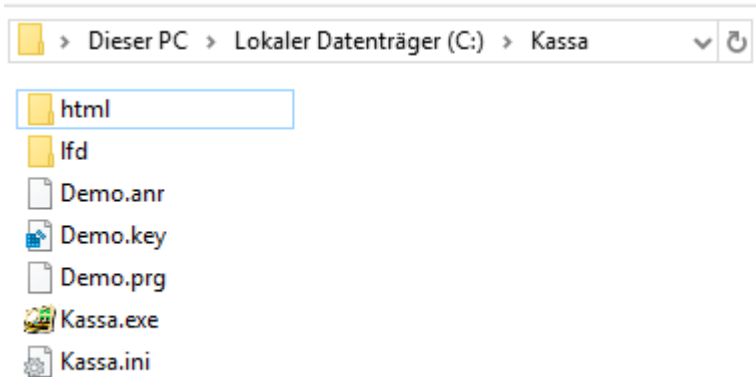 Dieser PC > Lokaler Datenträger (C:) > Kassa
html
lfd
Demo.anr
Demo.key
Demo.prg
Kassa.exe
Kassa.ini